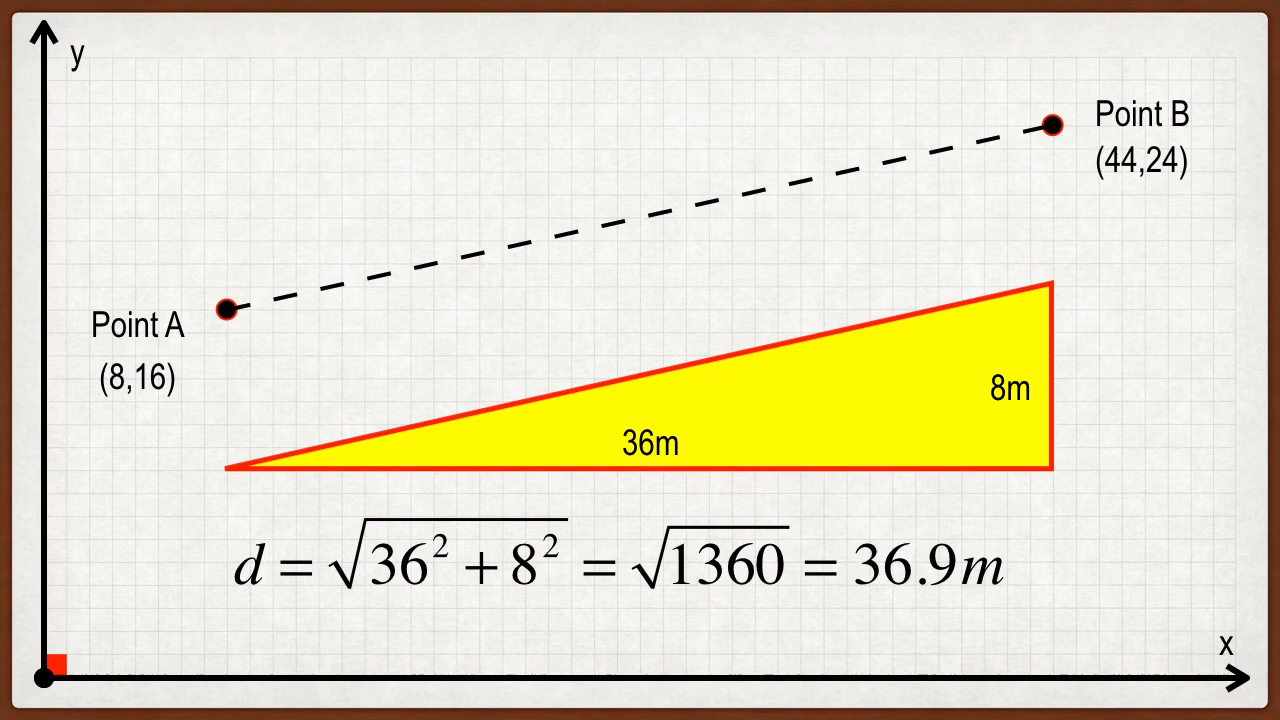 y
Point B
(44,24)
Point A
(8,16)
8m
36m
d = √36² + 8² = √1360 = 36.9m
x